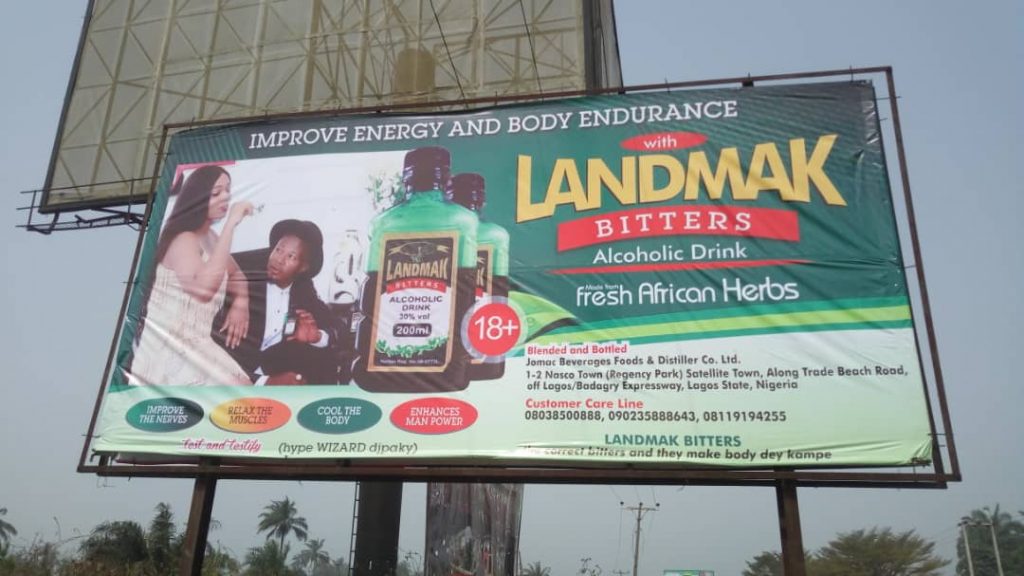 IMPROVE ENERGY AND BODY ENDURANCE
with
LANDMAK
BITTERS
Alcoholic Drink
Made from
fresh African Herbs
LANDMAK
BITTERS
ALCOHOLIC
DRINK
30% vol
200ml
18+
Blended and Bottled
Jomac Beverages Foods & Distiller Co. Ltd.
1-2 Nasco Town (Regency Park) Satellite Town, Along Trade Beach Road,
off Lagos/Badagry Expressway, Lagos State, Nigeria
Customer Care Line
08038500888, 090235888643, 08119194255
IMPROVE
THE NERVES
RELAX THE
MUSCLES
COOL THE
BODY
ENHANCES
MAN POWER
Test and testify
(hype WIZARD djpaky)
LANDMAK BITTERS
the correct bitters and they make body dey kampe